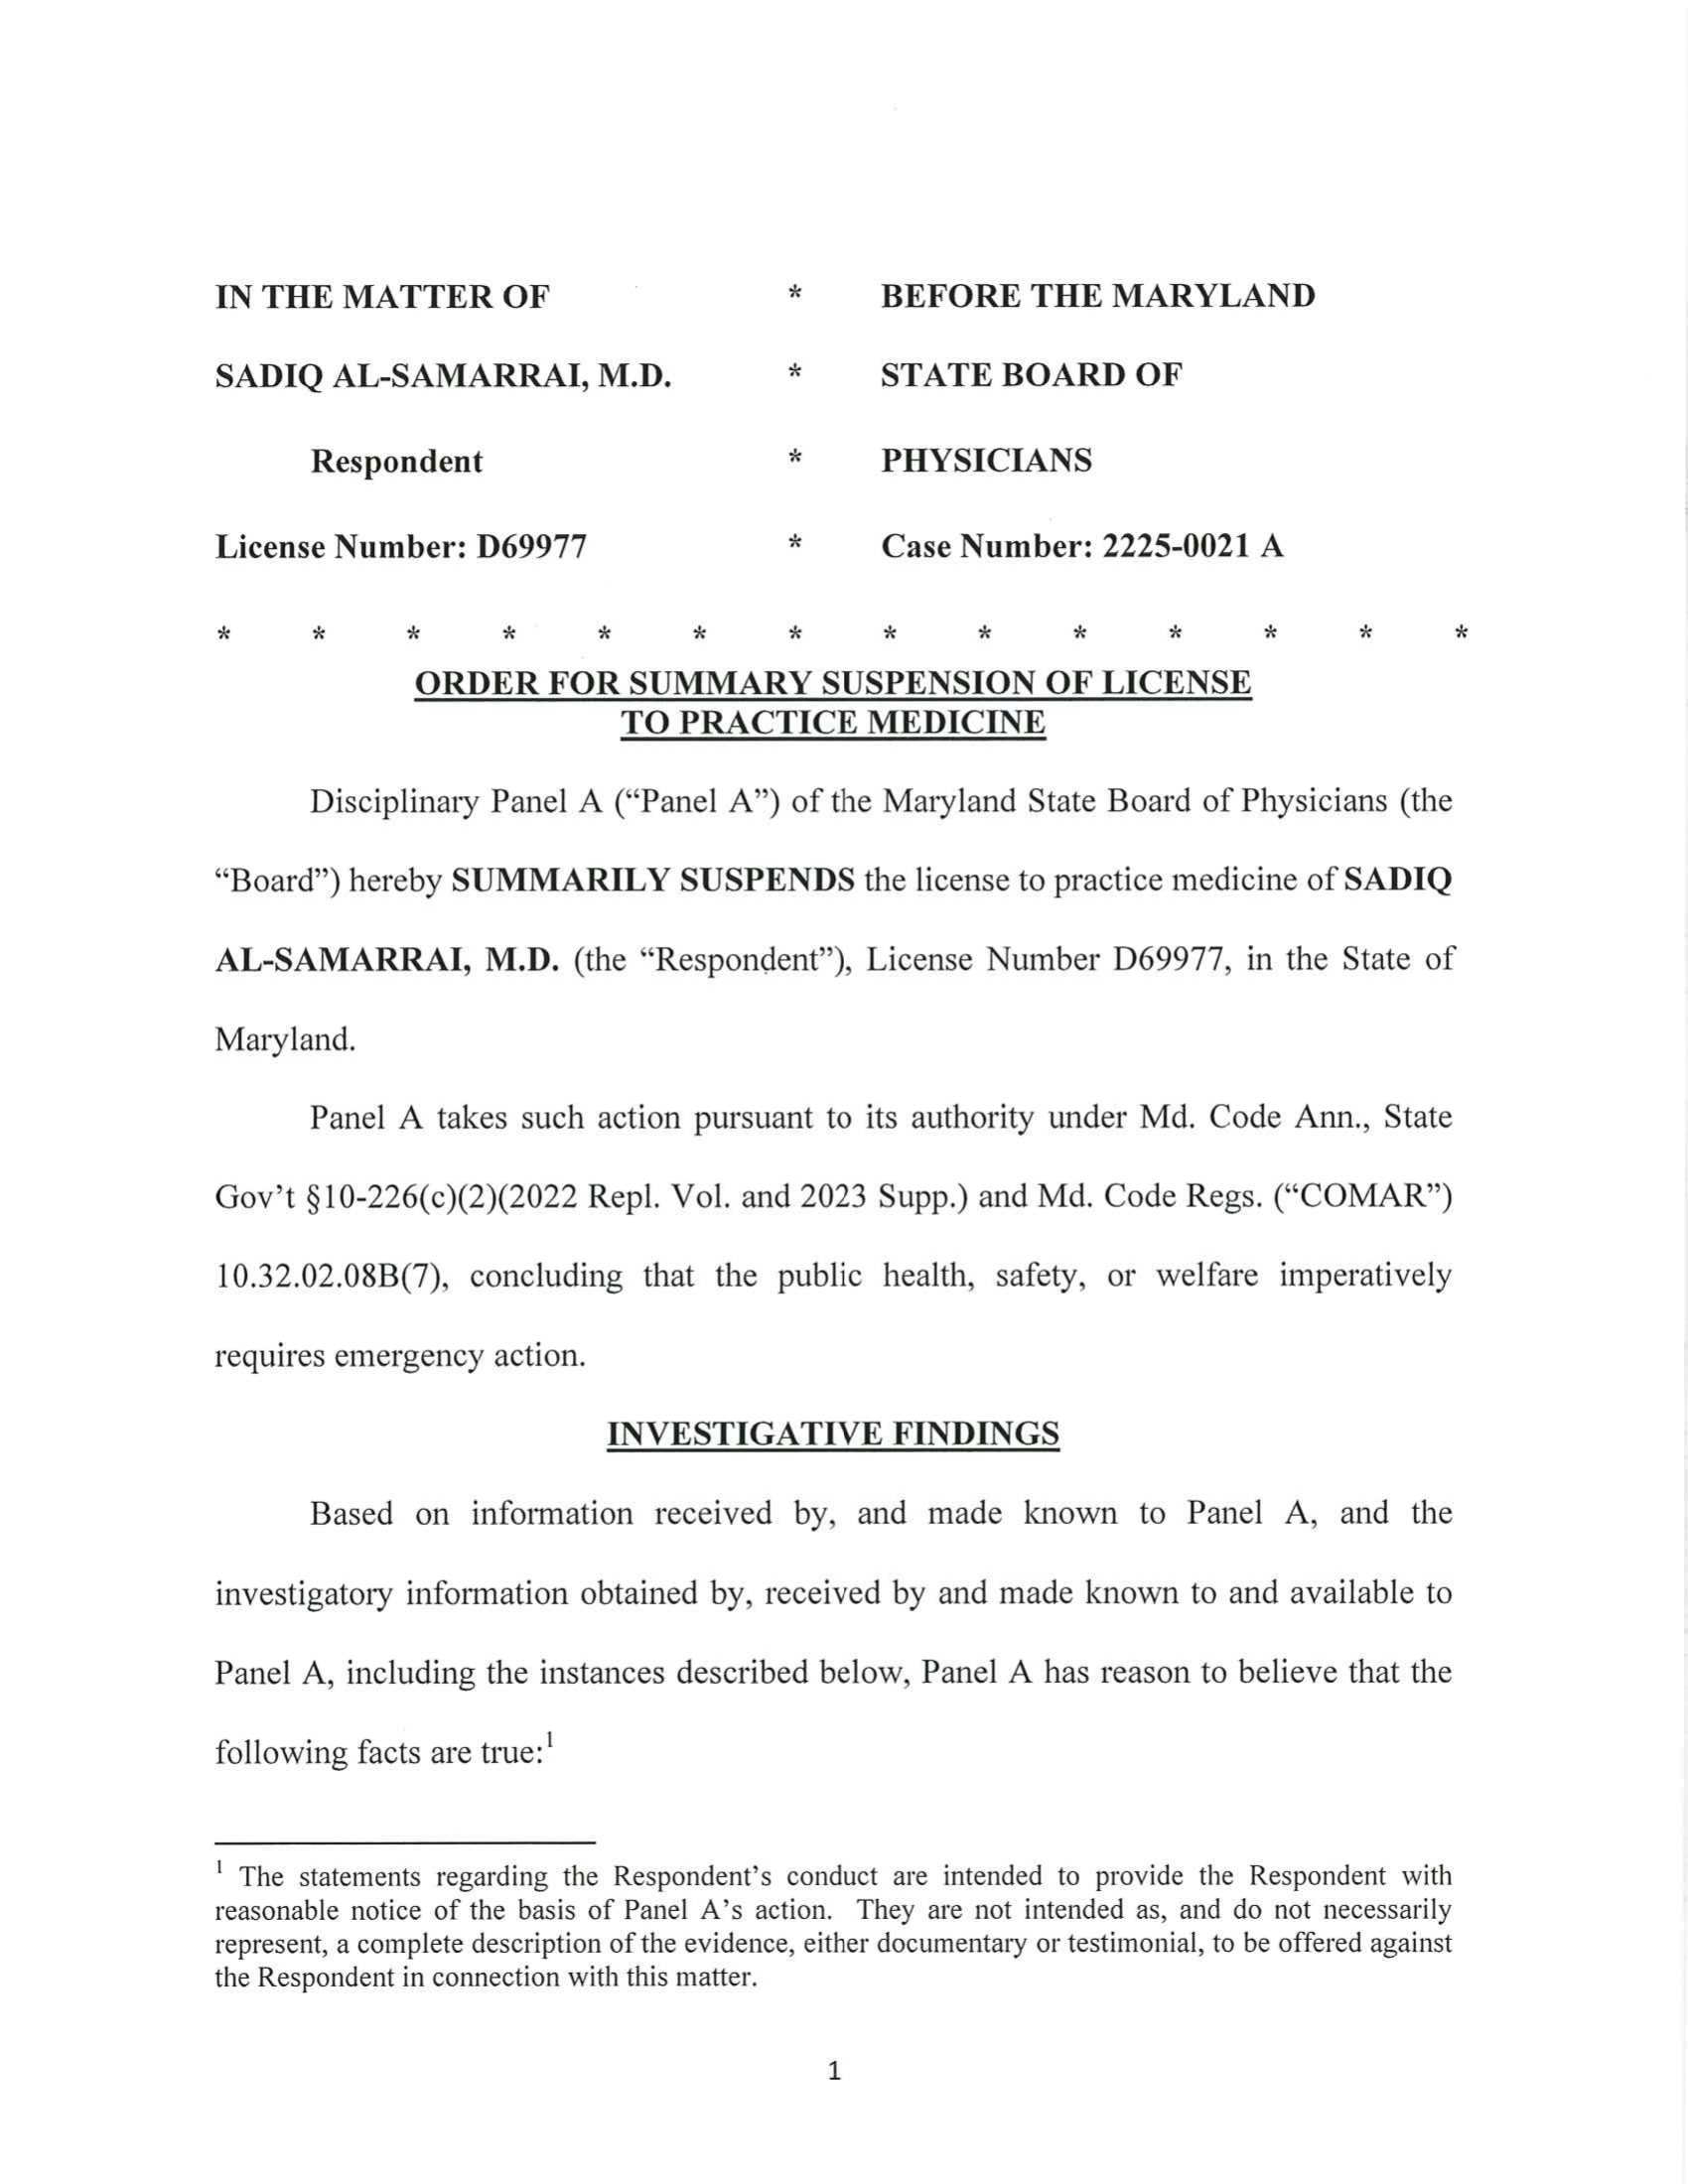 IN THE MATTER OF * BEFORE THE MARYLAND
SADIQ AL-SAMARRAI, M.D. * STATE BOARD OF
Respondent * PHYSICIANS
License Number: D69977 * Case Number: 2225-0021 A
* * * * * * * * * * * * * *
ORDER FOR SUMMARY SUSPENSION OF LICENSE
TO PRACTICE MEDICINE
Disciplinary Panel A (“Panel A”) of the Maryland State Board of Physicians (the
“Board”) hereby SUMMARILY SUSPENDS the license to practice medicine of SADIQ
AL-SAMARRAI, M.D. (the “Respondent”), License Number D69977, in the State of
Maryland.
Panel A takes such action pursuant to its authority under Md. Code Ann., State
Gov’t §10-226(c)(2)(2022 Repl. Vol. and 2023 Supp.) and Md. Code Regs. (“COMAR”)
10.32.02.08B(7), concluding that the public health, safety, or welfare imperatively
requires emergency action.
INVESTIGATIVE FINDINGS
Based on information received by, and made known to Panel A, and the
investigatory information obtained by, received by and made known to and available to
Panel A, including the instances described below, Panel A has reason to believe that the
following facts are true:1
1 The statements regarding the Respondent’s conduct are intended to provide the Respondent with
reasonable notice of the basis of Panel A’s action. They are not intended as, and do not necessarily
represent, a complete description of the evidence, either documentary or testimonial, to be offered against
the Respondent in connection with this matter.
1